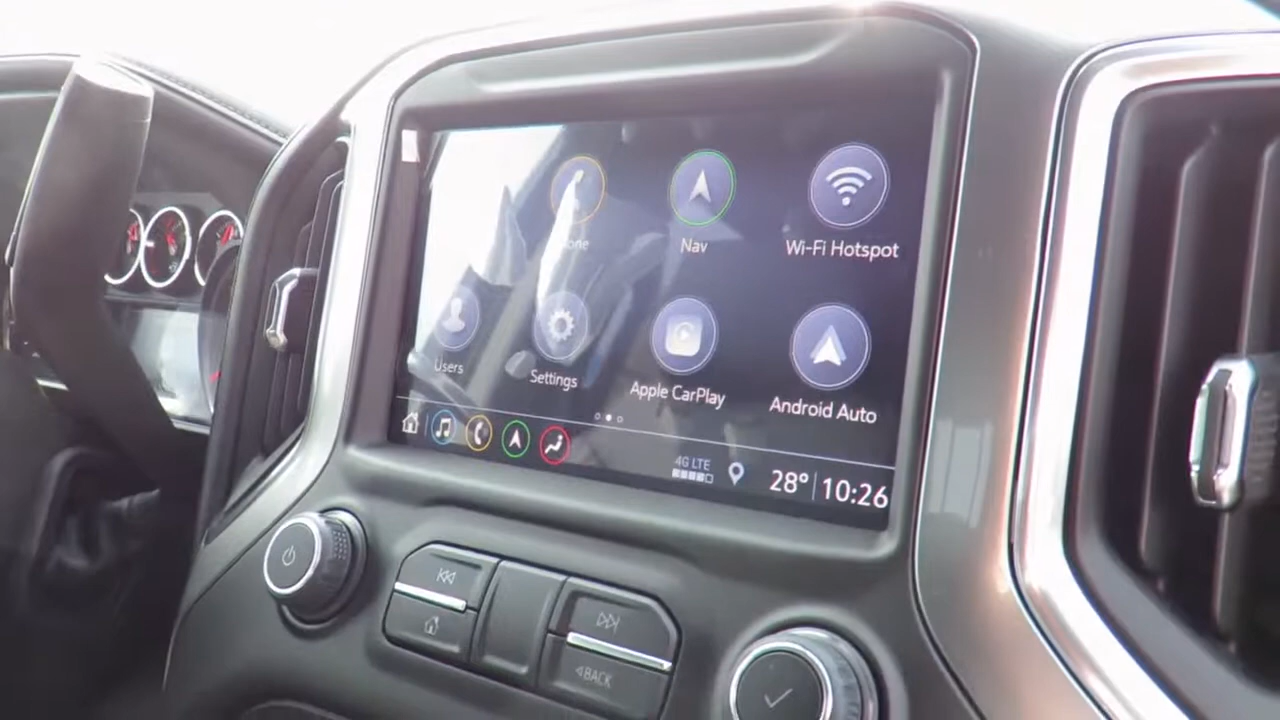 Nav
Wi-Fi Hotspot
Users
Settings
Apple CarPlay
Android Auto
4G LTE
28° 10:26
BACK